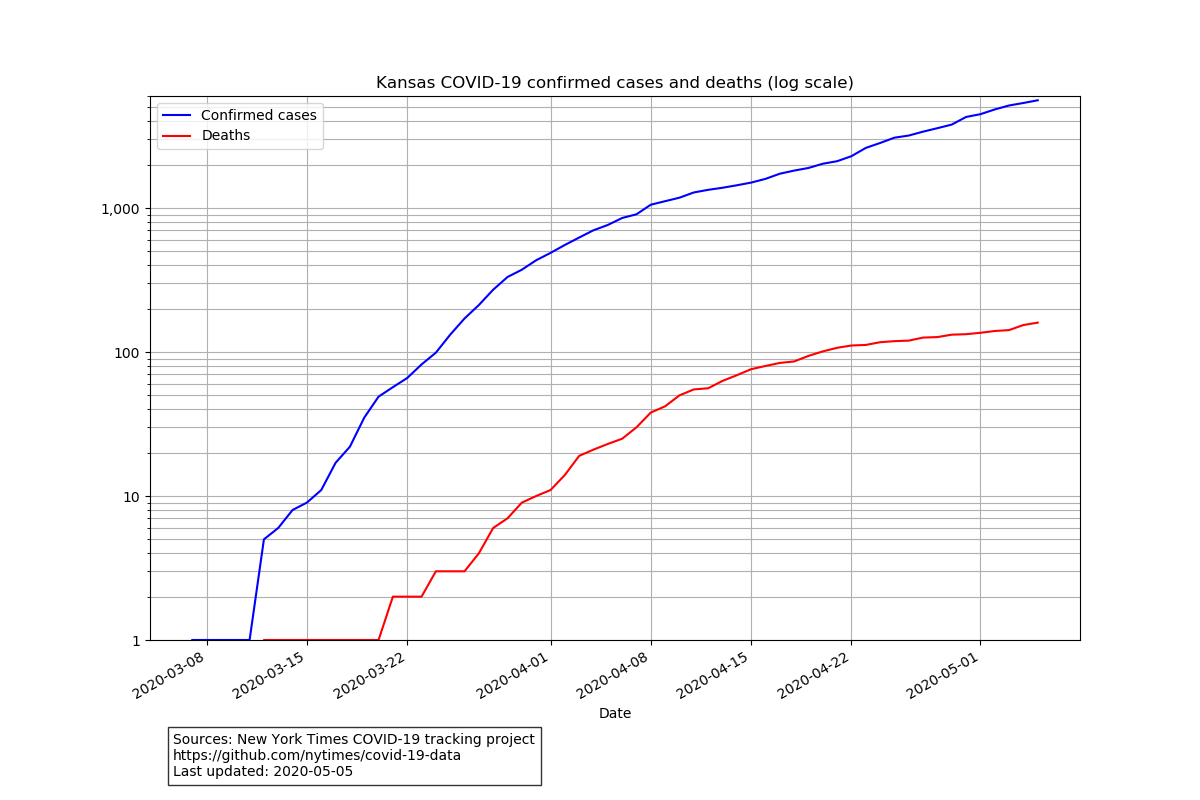 Kansas COVID-19 confirmed cases and deaths (log scale)
Confirmed cases
Deaths
1,000
100
10
1
2020-03-08
2020-03-15
2020-03-22
2020-04-01
2020-04-08
2020-04-15
2020-04-22
2020-05-01
Date
Sources: New York Times COVID-19 tracking project
https://github.com/nytimes/covid-19-data
Last updated: 2020-05-05